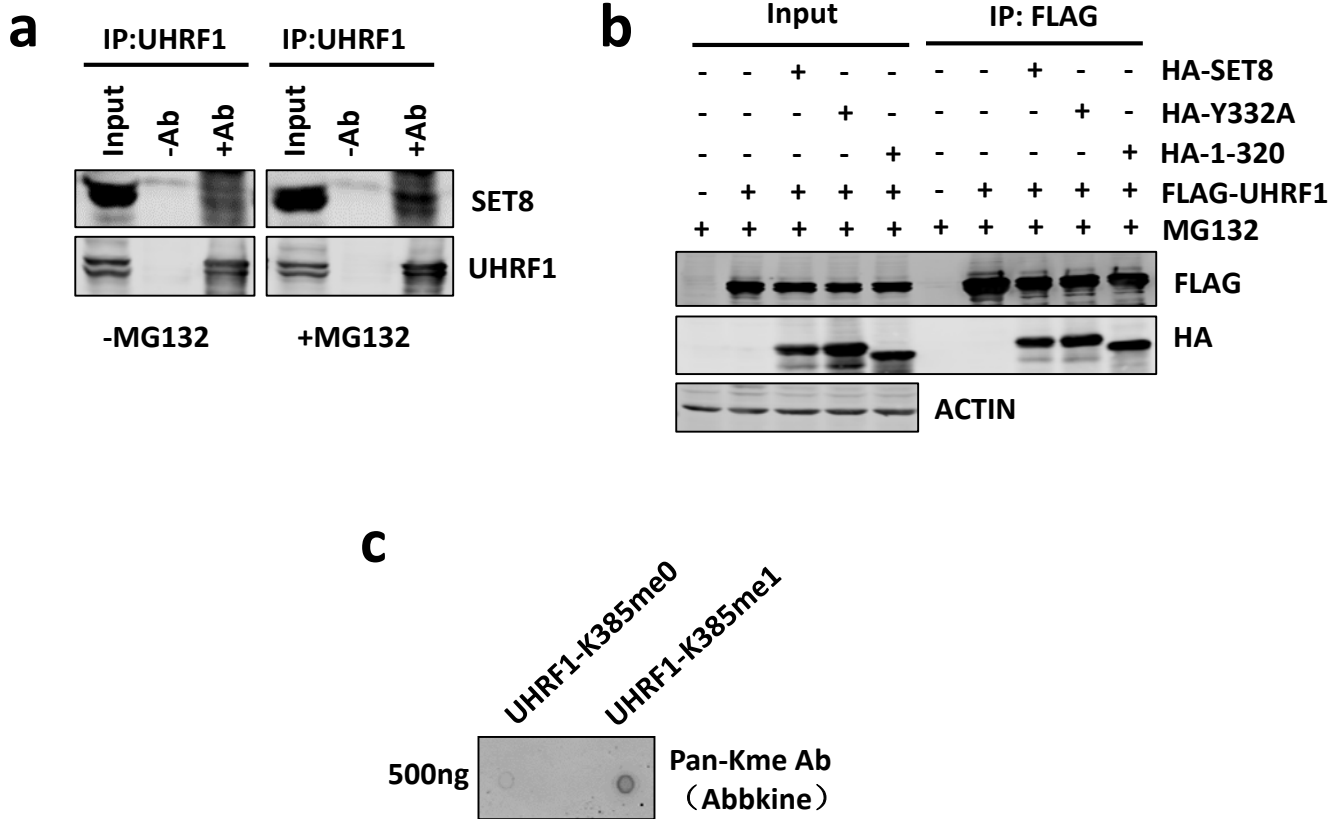 a
IP:UHRF1 IP:UHRF1
Input -Ab +Ab Input -Ab +Ab
SET8
UHRF1
-MG132 +MG132
b
Input IP: FLAG
- - + - - - - + - - HA-SET8
- - - + - - - - + - HA-Y332A
- - - - + - - - - + HA-1-320
- + + + + - + + + + FLAG-UHRF1
+ + + + + + + + + + MG132
FLAG
HA
ACTIN
c
UHRF1-K385me0 UHRF1-K385me1
500ng Pan-Kme Ab
（Abbkine）